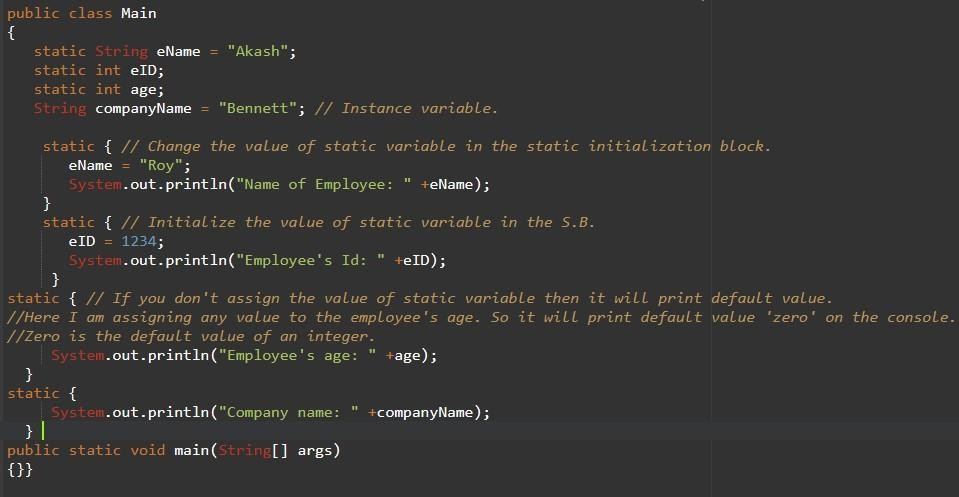 public class Main
{
static String eName = "Akash";
static int eID;
static int age;
String companyName = "Bennett"; // Instance variable.
static { // Change the value of static variable in the static initialization block.
eName = "Roy";
System.out.println("Name of Employee: " +eName);
}
static { // Initialize the value of static variable in the S.B.
eID = 1234;
System.out.println("Employee's Id: " +eID);
}
static { // If you don't assign the value of static variable then it will print default value.
//Here I am assigning any value to the employee's age. So it will print default value 'zero' on the console.
//Zero is the default value of an integer.
System.out.println("Employee's age: " +age);
}
static {
System.out.println("Company name: " +companyName);
}
public static void main(String[] args)
{}}